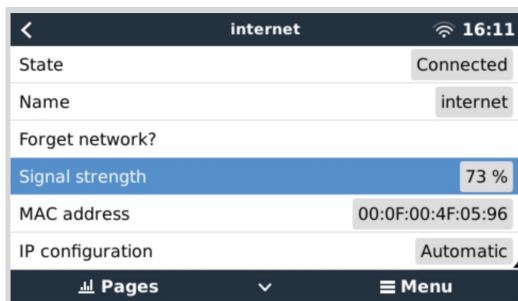 internet 16:11
State Connected
Name internet
Forget network?
Signal strength 73 %
MAC address 00:0F:00:4F:05:96
IP configuration Automatic
Pages Menu